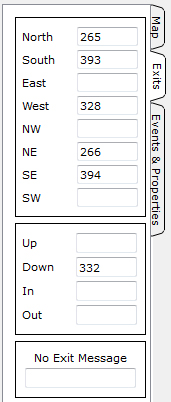 North 265
South 393
East
West 328
NW
NE 266
SE 394
SW
Up
Down 332
In
Out
No Exit Message
Map
Exits
Events & Properties